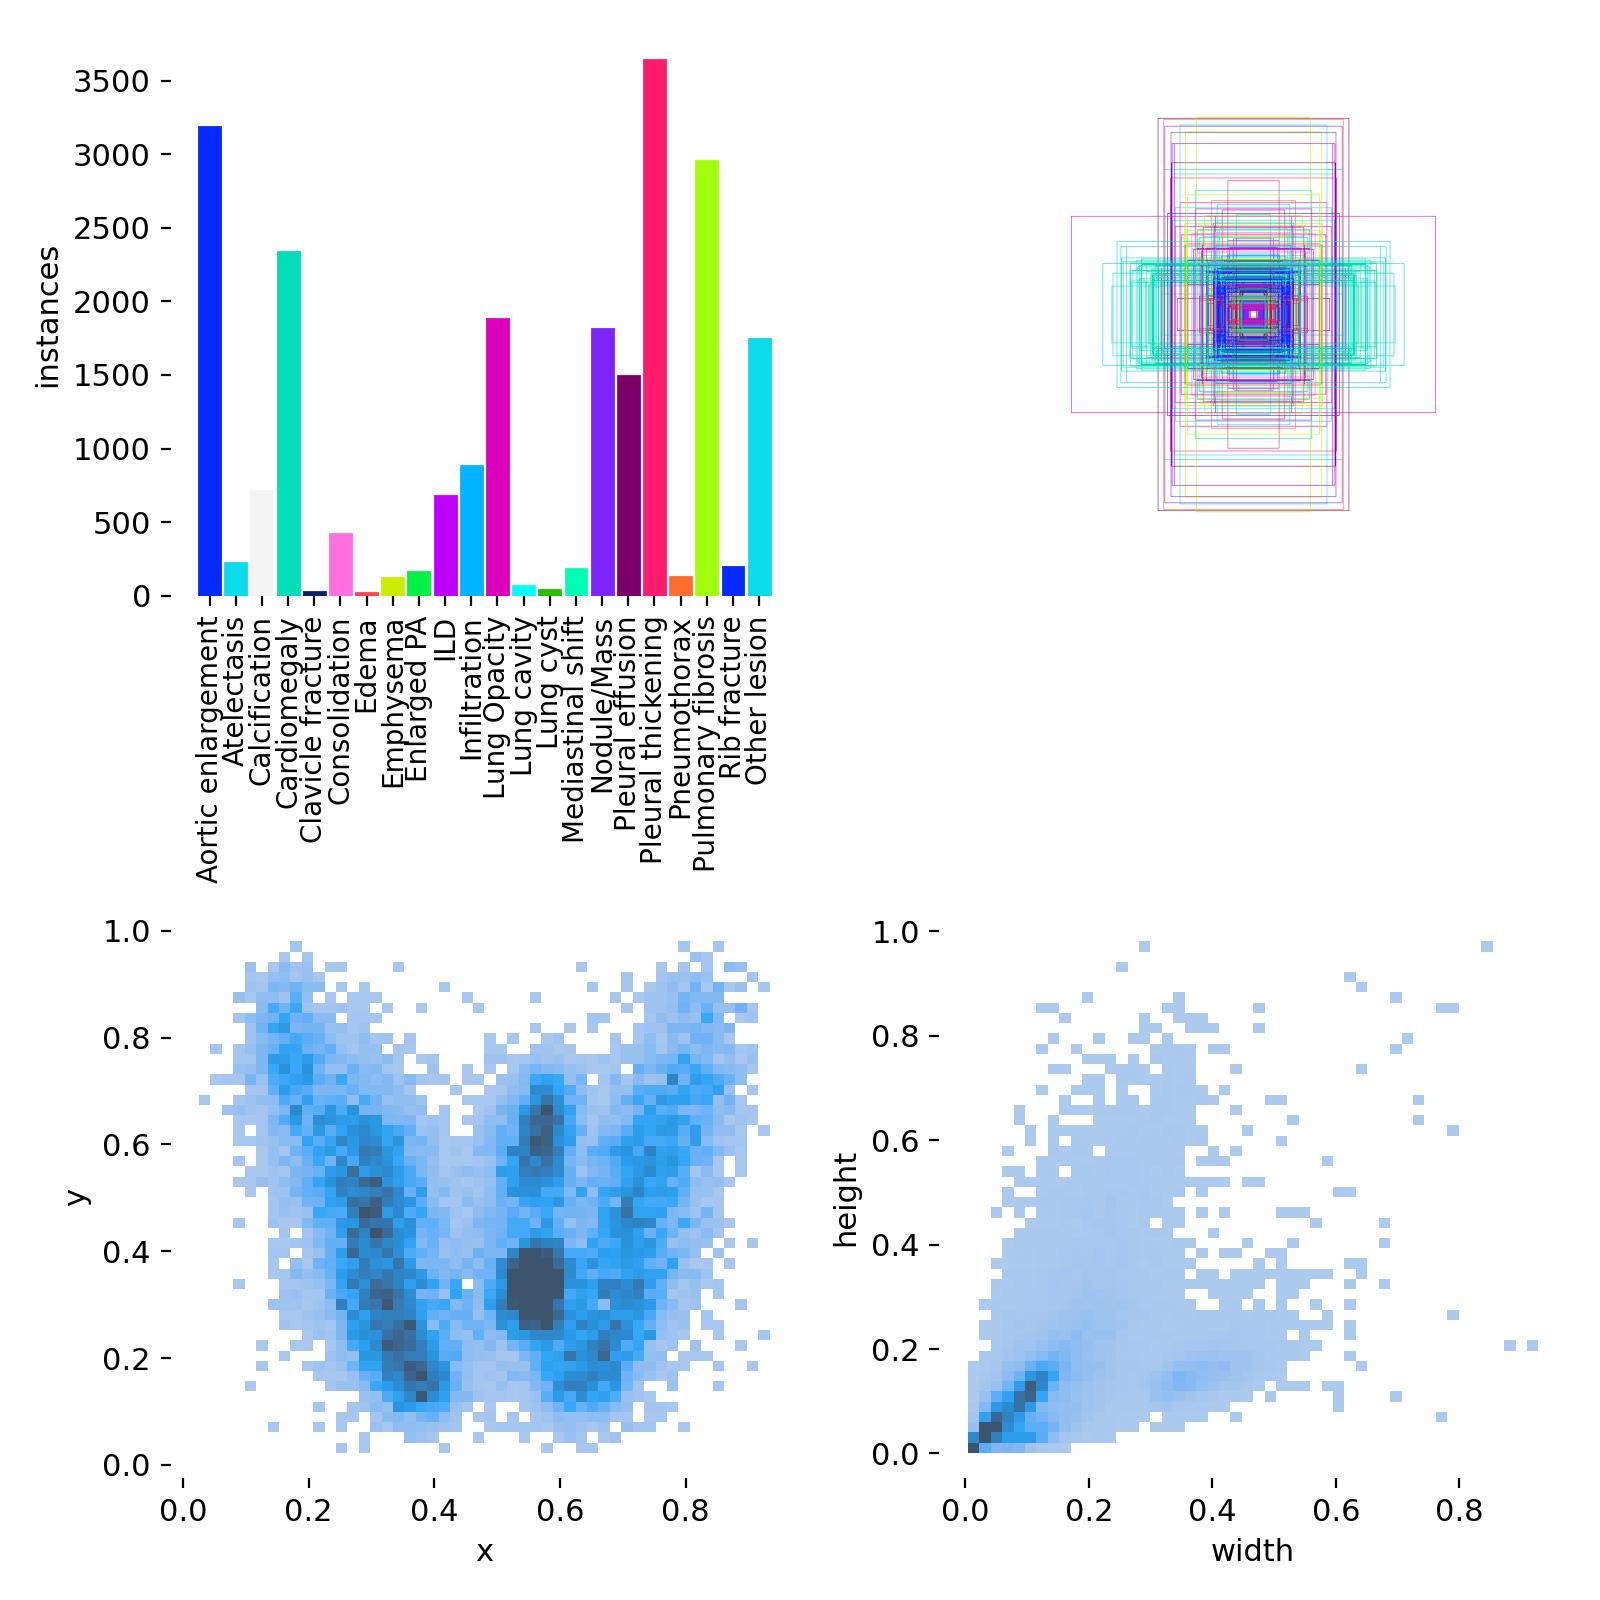 3500
3000
2500
2000
1500
1000
500
0
instances
Aortic enlargement
Atelectasis
Calcification
Cardiomegaly
Clavicle fracture
Consolidation
Edema
Emphysema
Enlarged PA
ILD
Infiltration
Lung Opacity
Lung cavity
Lung cyst
Mediastinal shift
Nodule/Mass
Pleural effusion
Pleural thickening
Pneumothorax
Pulmonary fibrosis
Rib fracture
Other lesion
1.0
0.8
0.6
0.4
0.2
0.0
y
0.0 0.2 0.4 0.6 0.8
x
1.0
0.8
0.6
0.4
0.2
0.0
height
0.0 0.2 0.4 0.6 0.8
width